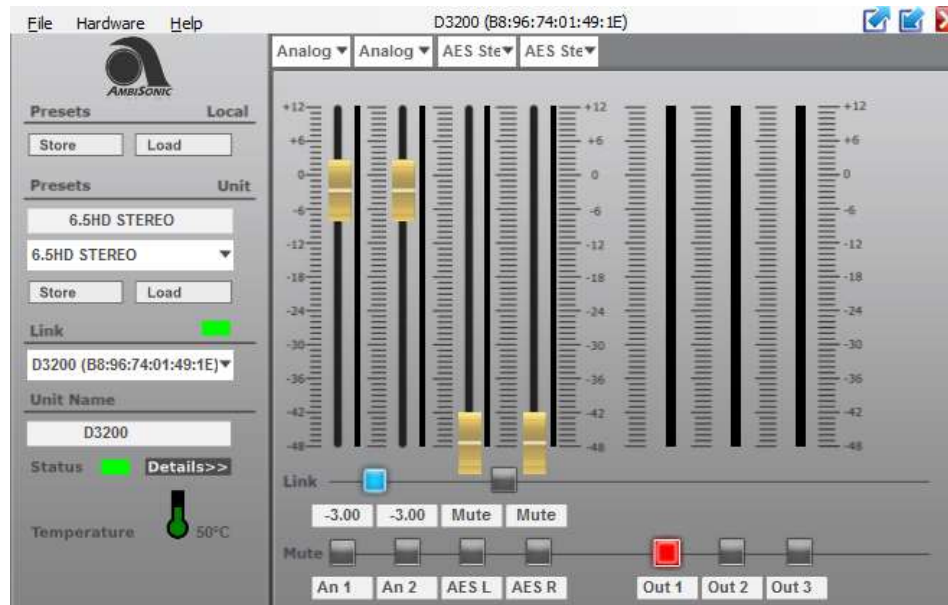 File Hardware Help D3200 (B8:96:74:01:49:1E)
Analog Analog AES Ste AES Ste
AMBISONIC
Presets Local
Store Load
Presets Unit
6.5HD STEREO
6.5HD STEREO
Store Load
Link
D3200 (B8:96:74:01:49:1E)
Unit Name
D3200
Status Details>>
Temperature 50°C
+12 +12 +12
+6 +6 +6
0 0 0
-6 -6 -6
-12 -12 -12
-18 -18 -18
-24 -24 -24
-30 -30 -30
-36 -36 -36
-42 -42 -42
-48 -48 -48
Link
-3.00 -3.00 Mute Mute
Mute
An 1 An 2 AES L AES R Out 1 Out 2 Out 3